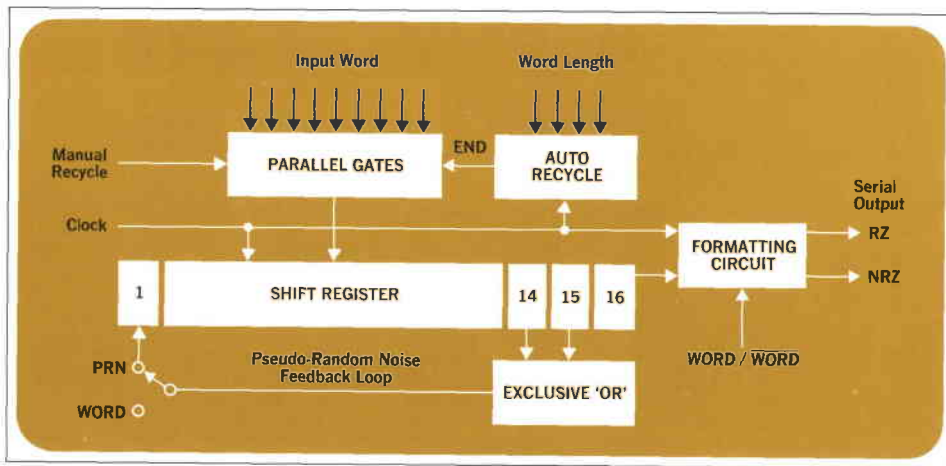 Input Word
Word Length
Manual
Recycle
PARALLEL GATES
END
AUTO
RECYCLE
Serial
Output
Clock
RZ
FORMATTING
CIRCUIT
NRZ
1
SHIFT REGISTER
14
15
16
WORD / W̅O̅R̅D̅
PRN
Pseudo-Random Noise
Feedback Loop
EXCLUSIVE 'OR'
WORD